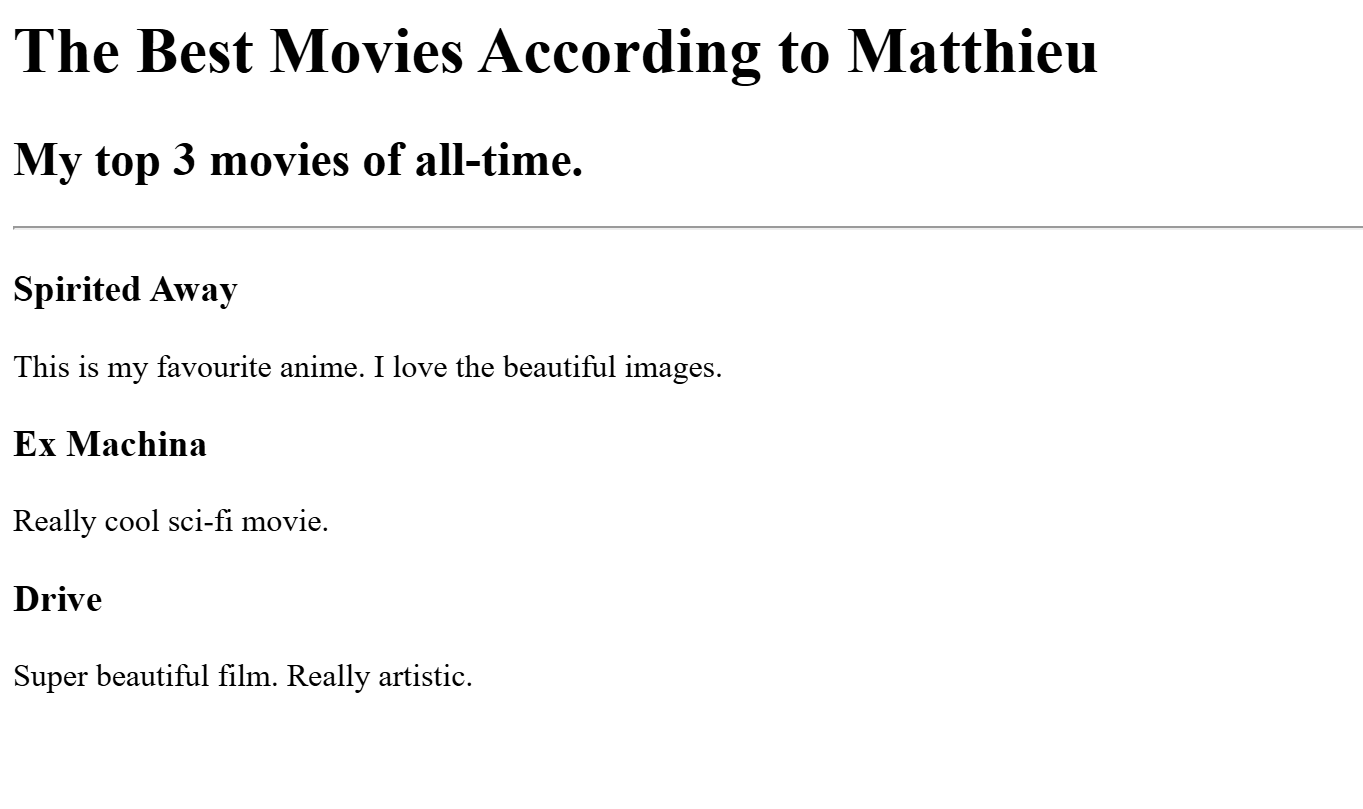 The Best Movies According to Matthieu
My top 3 movies of all-time.
Spirited Away
This is my favourite anime. I love the beautiful images.
Ex Machina
Really cool sci-fi movie.
Drive
Super beautiful film. Really artistic.